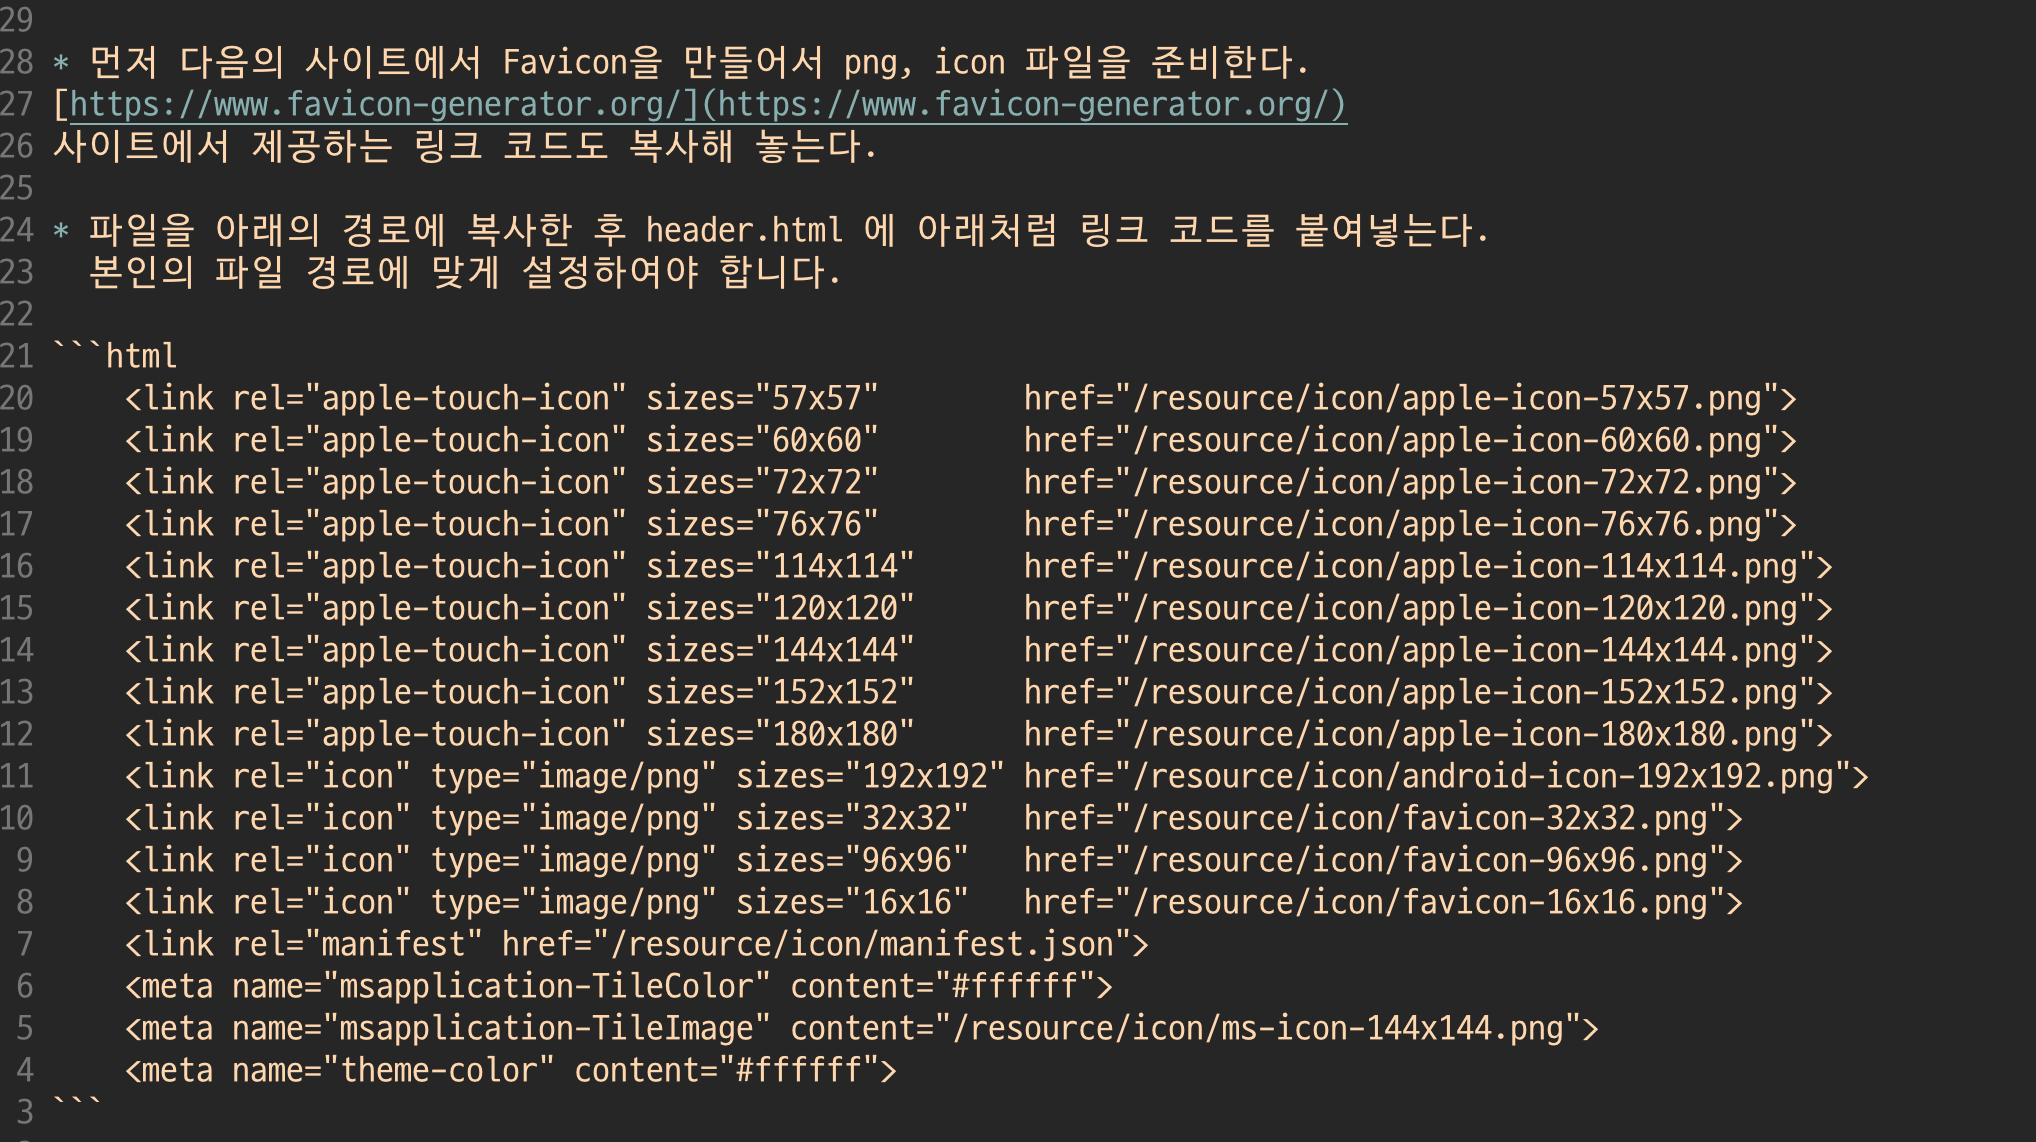 29
28 * 먼저 다음의 사이트에서 Favicon을 만들어서 png, icon 파일을 준비한다.
27 [https://www.favicon-generator.org/](https://www.favicon-generator.org/)
26 사이트에서 제공하는 링크 코드도 복사해 놓는다.
25
24 * 파일을 아래의 경로에 복사한 후 header.html 에 아래처럼 링크 코드를 붙여넣는다.
23   본인의 파일 경로에 맞게 설정하여야 합니다.
22
21 ```html
20     <link rel="apple-touch-icon" sizes="57x57"        href="/resource/icon/apple-icon-57x57.png">
19     <link rel="apple-touch-icon" sizes="60x60"        href="/resource/icon/apple-icon-60x60.png">
18     <link rel="apple-touch-icon" sizes="72x72"        href="/resource/icon/apple-icon-72x72.png">
17     <link rel="apple-touch-icon" sizes="76x76"        href="/resource/icon/apple-icon-76x76.png">
16     <link rel="apple-touch-icon" sizes="114x114"      href="/resource/icon/apple-icon-114x114.png">
15     <link rel="apple-touch-icon" sizes="120x120"      href="/resource/icon/apple-icon-120x120.png">
14     <link rel="apple-touch-icon" sizes="144x144"      href="/resource/icon/apple-icon-144x144.png">
13     <link rel="apple-touch-icon" sizes="152x152"      href="/resource/icon/apple-icon-152x152.png">
12     <link rel="apple-touch-icon" sizes="180x180"      href="/resource/icon/apple-icon-180x180.png">
11     <link rel="icon" type="image/png" sizes="192x192" href="/resource/icon/android-icon-192x192.png">
10     <link rel="icon" type="image/png" sizes="32x32"   href="/resource/icon/favicon-32x32.png">
9     <link rel="icon" type="image/png" sizes="96x96"   href="/resource/icon/favicon-96x96.png">
8     <link rel="icon" type="image/png" sizes="16x16"   href="/resource/icon/favicon-16x16.png">
7     <link rel="manifest" href="/resource/icon/manifest.json">
6     <meta name="msapplication-TileColor" content="#ffffff">
5     <meta name="msapplication-TileImage" content="/resource/icon/ms-icon-144x144.png">
4     <meta name="theme-color" content="#ffffff">
3 ```